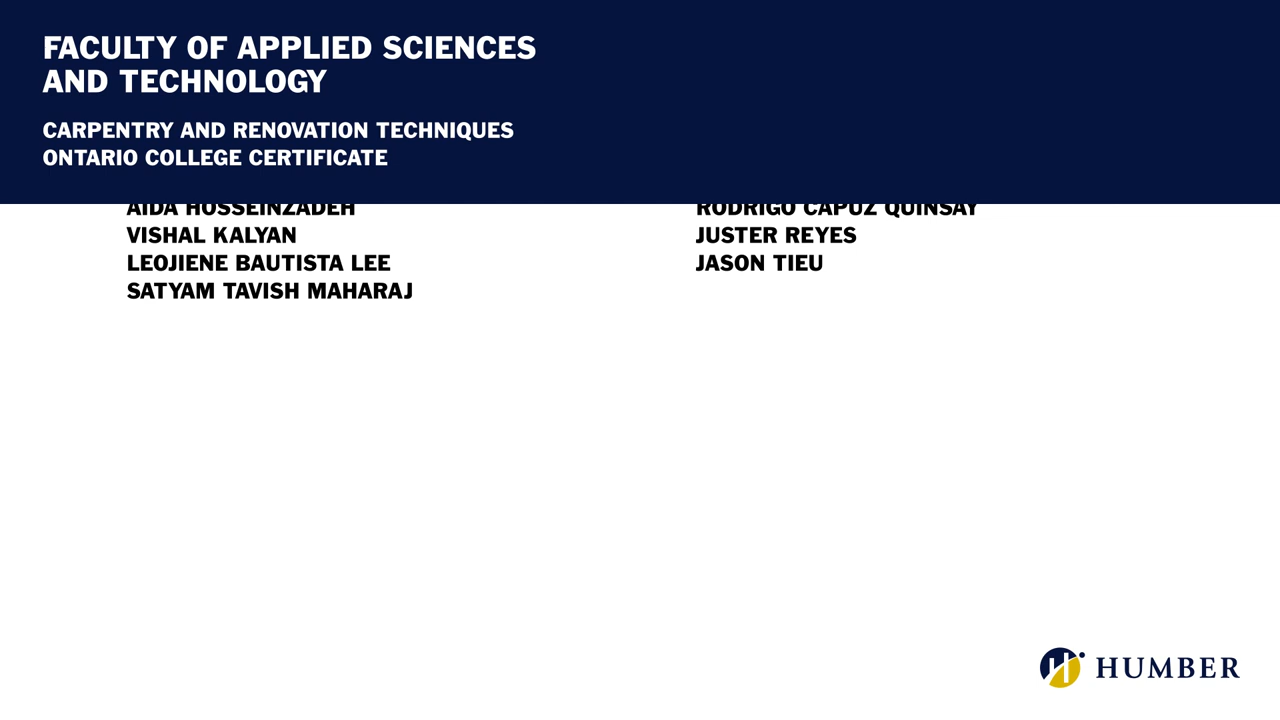 FACULTY OF APPLIED SCIENCES
AND TECHNOLOGY
CARPENTRY AND RENOVATION TECHNIQUES
ONTARIO COLLEGE CERTIFICATE
AIDA HOSSEINZADEH
VISHAL KALYAN
LEOJIENE BAUTISTA LEE
SATYAM TAVISH MAHARAJ
RODRIGO CAPUZ QUINSAY
JUSTER REYES
JASON TIEU
HUMBER